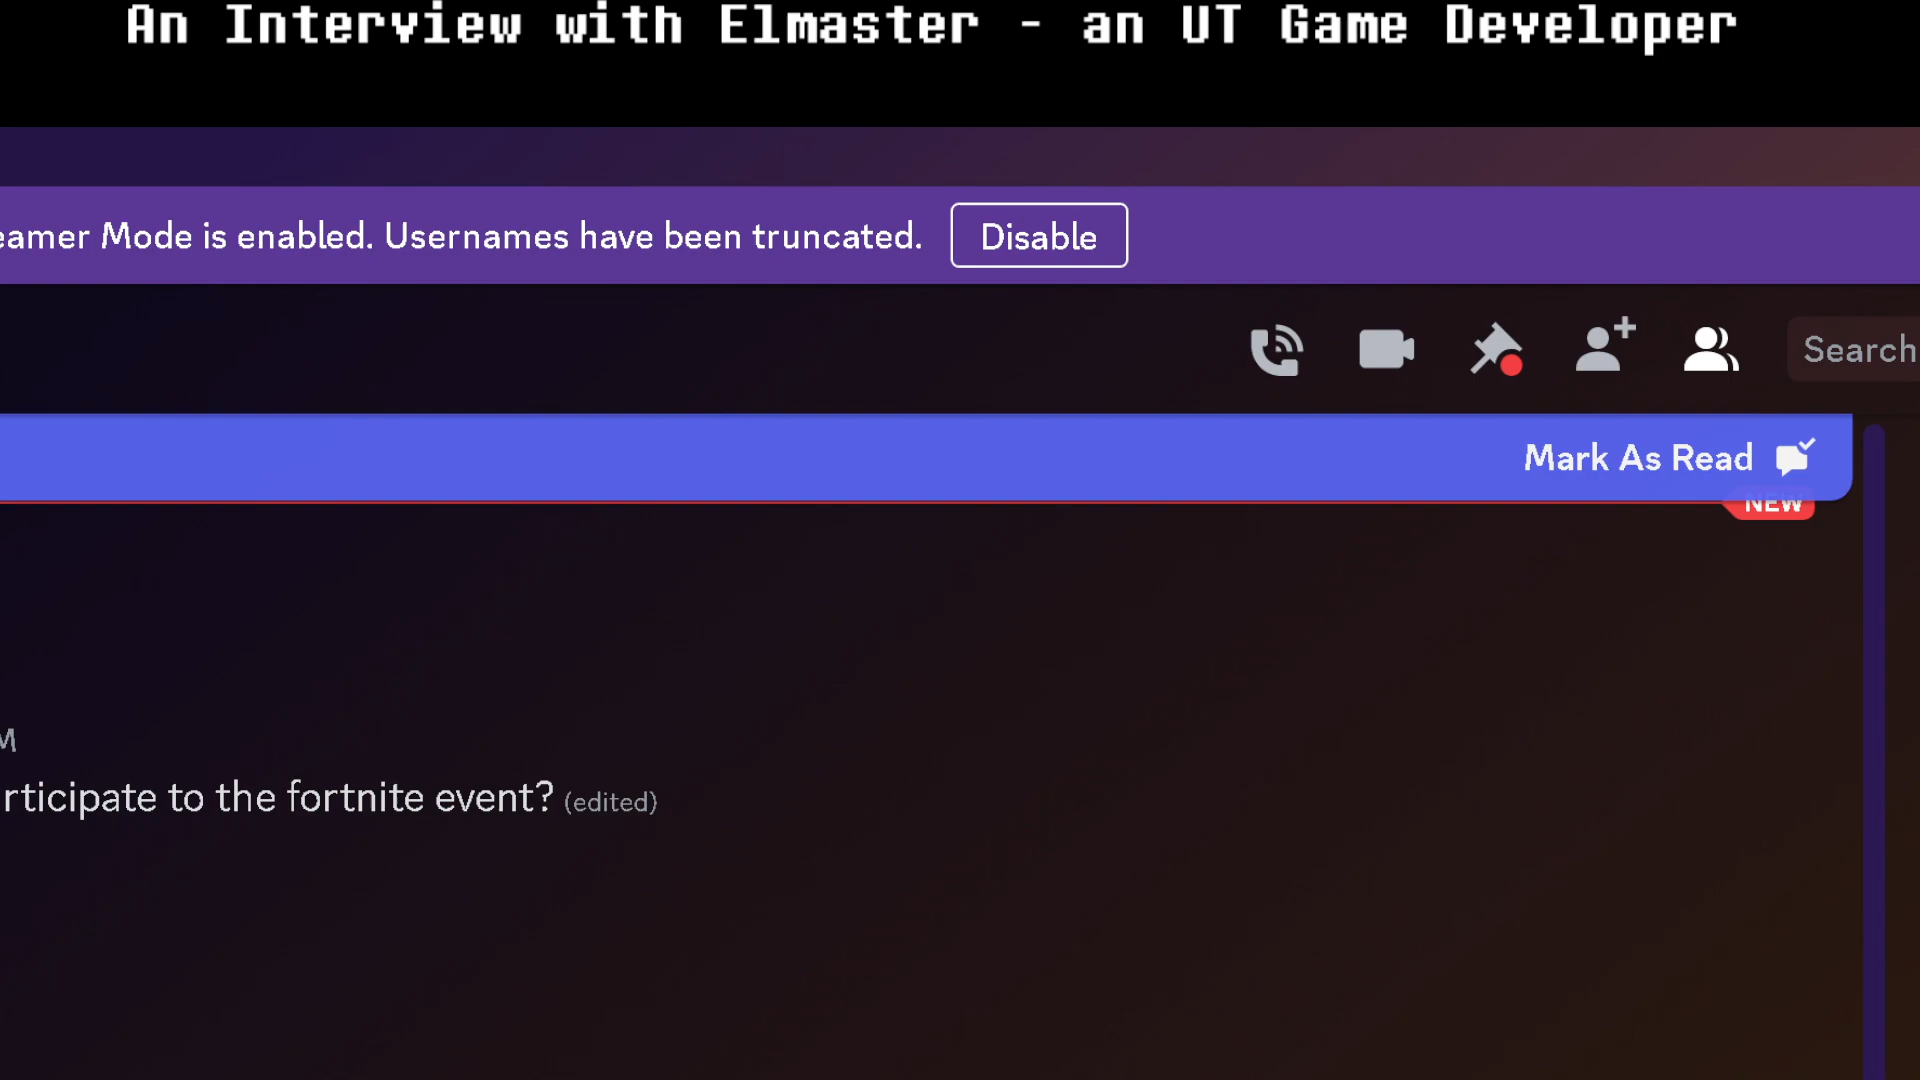 An Interview with Elmaster - an UT Game Developer
eamer Mode is enabled. Usernames have been truncated.
Disable
Search
Mark As Read
NEW
M
rticipate to the fortnite event? (edited)